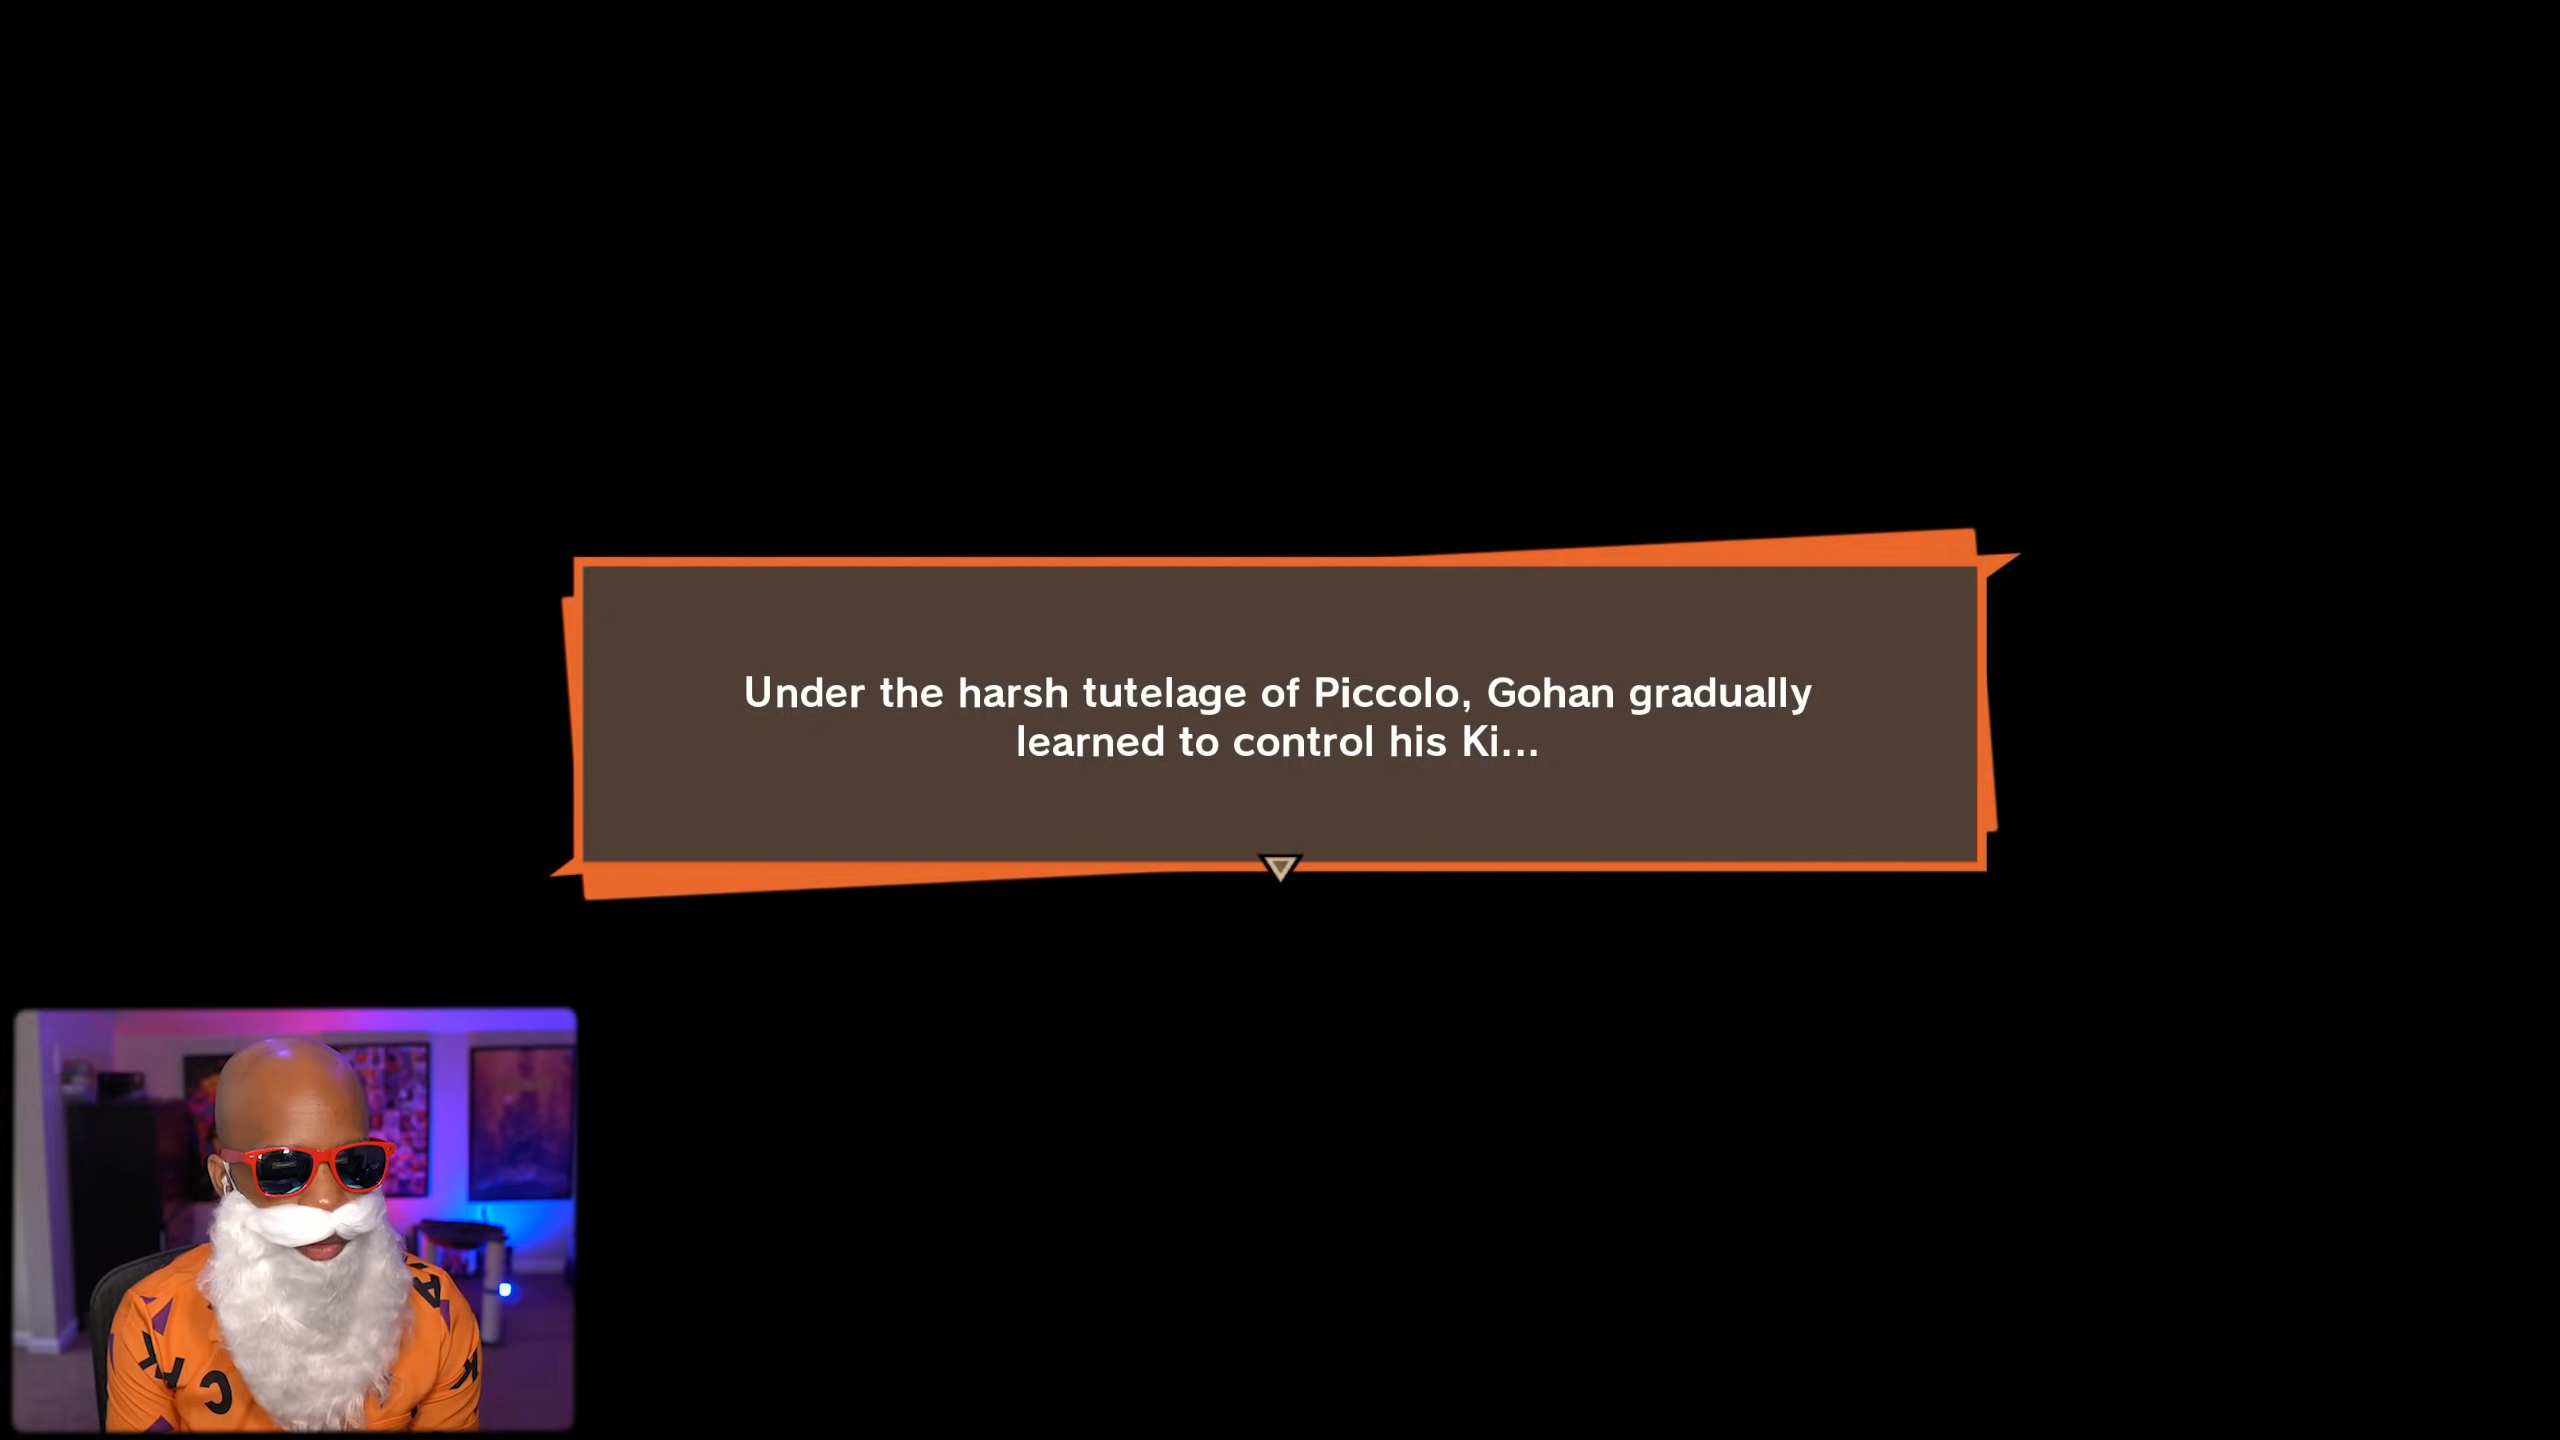 Under the harsh tutelage of Piccolo, Gohan gradually
learned to control his Ki...